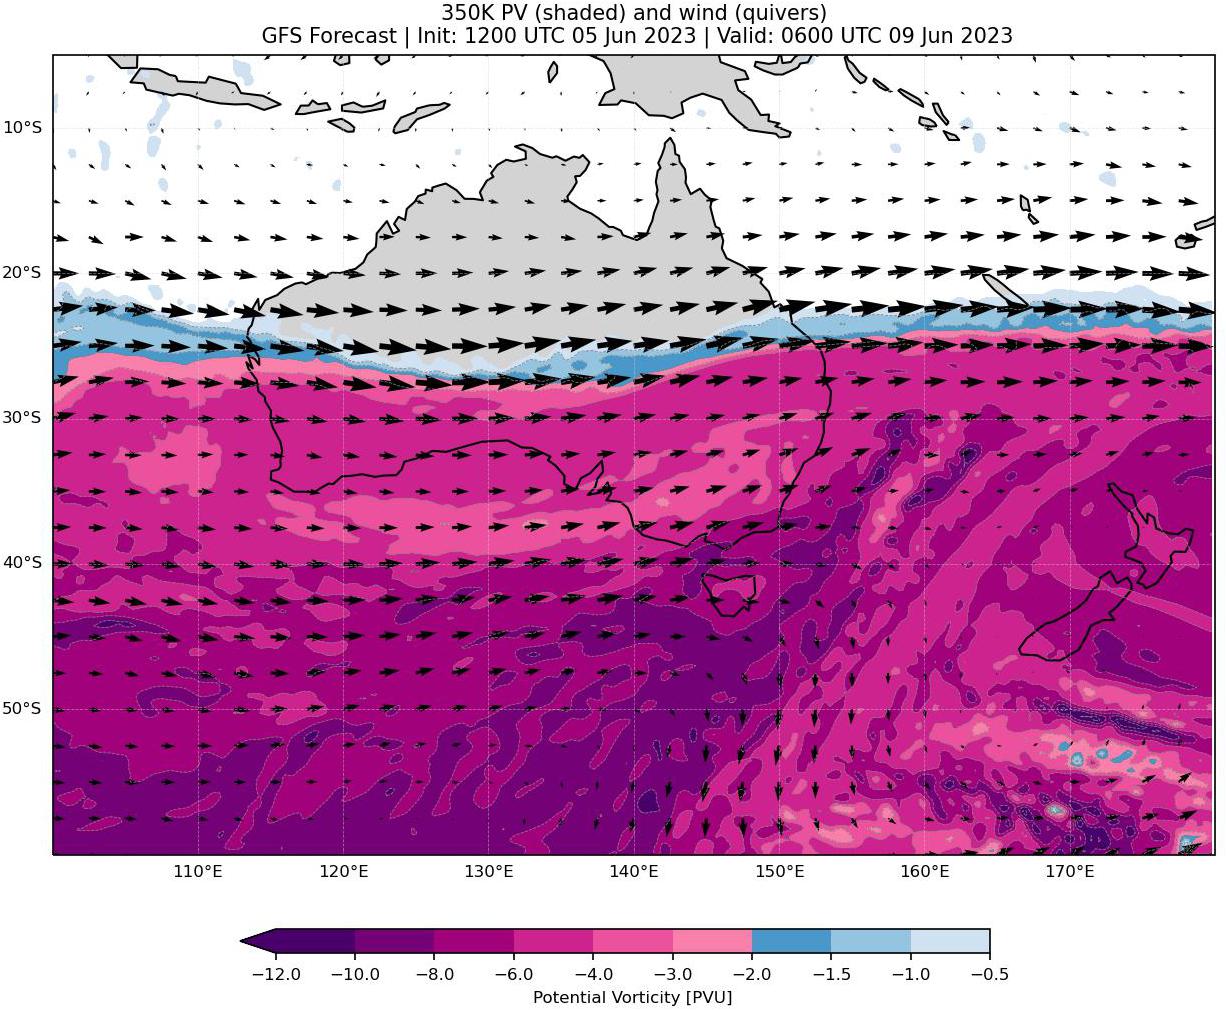 350K PV (shaded) and wind (quivers)
GFS Forecast | Init: 1200 UTC 05 Jun 2023 | Valid: 0600 UTC 09 Jun 2023
10°S
20°S
30°S
40°S
50°S
110°E 120°E 130°E 140°E 150°E 160°E 170°E
−12.0 −10.0 −8.0 −6.0 −4.0 −3.0 −2.0 −1.5 −1.0 −0.5
Potential Vorticity [PVU]